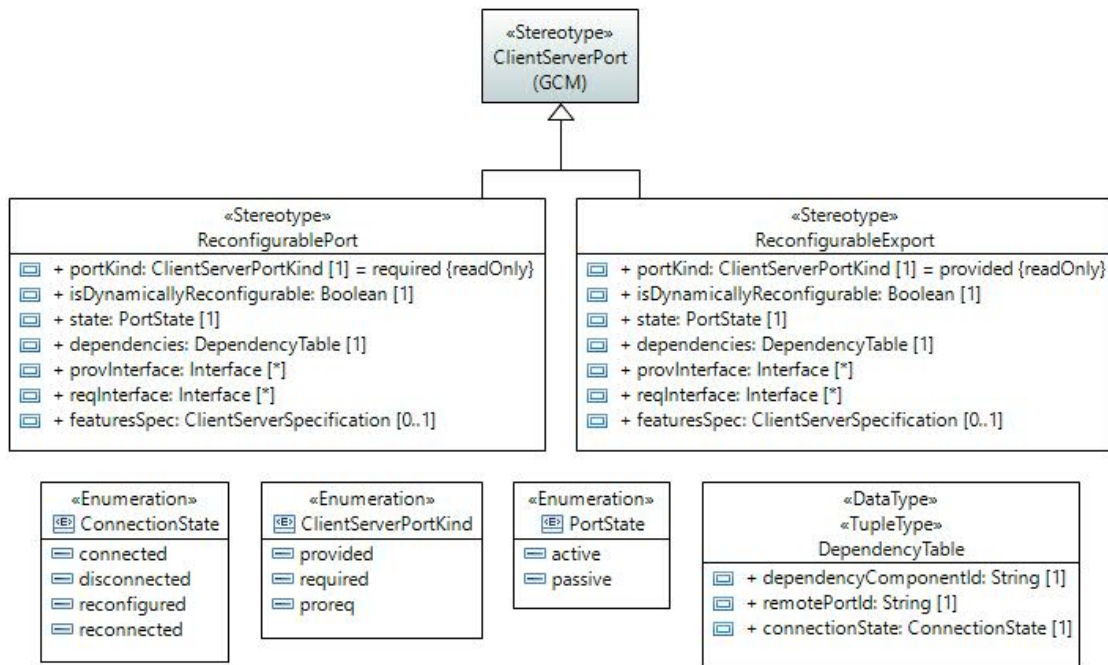 «Stereotype»
ClientServerPort
(GCM)
«Stereotype»
ReconfigurablePort
+ portKind: ClientServerPortKind [1] = required {readOnly}
+ isDynamicallyReconfigurable: Boolean [1]
+ state: PortState [1]
+ dependencies: DependencyTable [1]
+ provInterface: Interface [*]
+ reqInterface: Interface [*]
+ featuresSpec: ClientServerSpecification [0..1]
«Stereotype»
ReconfigurableExport
+ portKind: ClientServerPortKind [1] = provided {readOnly}
+ isDynamicallyReconfigurable: Boolean [1]
+ state: PortState [1]
+ dependencies: DependencyTable [1]
+ provInterface: Interface [*]
+ reqInterface: Interface [*]
+ featuresSpec: ClientServerSpecification [0..1]
«Enumeration»
«E» ConnectionState
connected
disconnected
reconfigured
reconnected
«Enumeration»
«E» ClientServerPortKind
provided
required
proreq
«Enumeration»
«E» PortState
active
passive
«DataType»
«TupleType»
DependencyTable
+ dependencyComponentId: String [1]
+ remotePortId: String [1]
+ connectionState: ConnectionState [1]